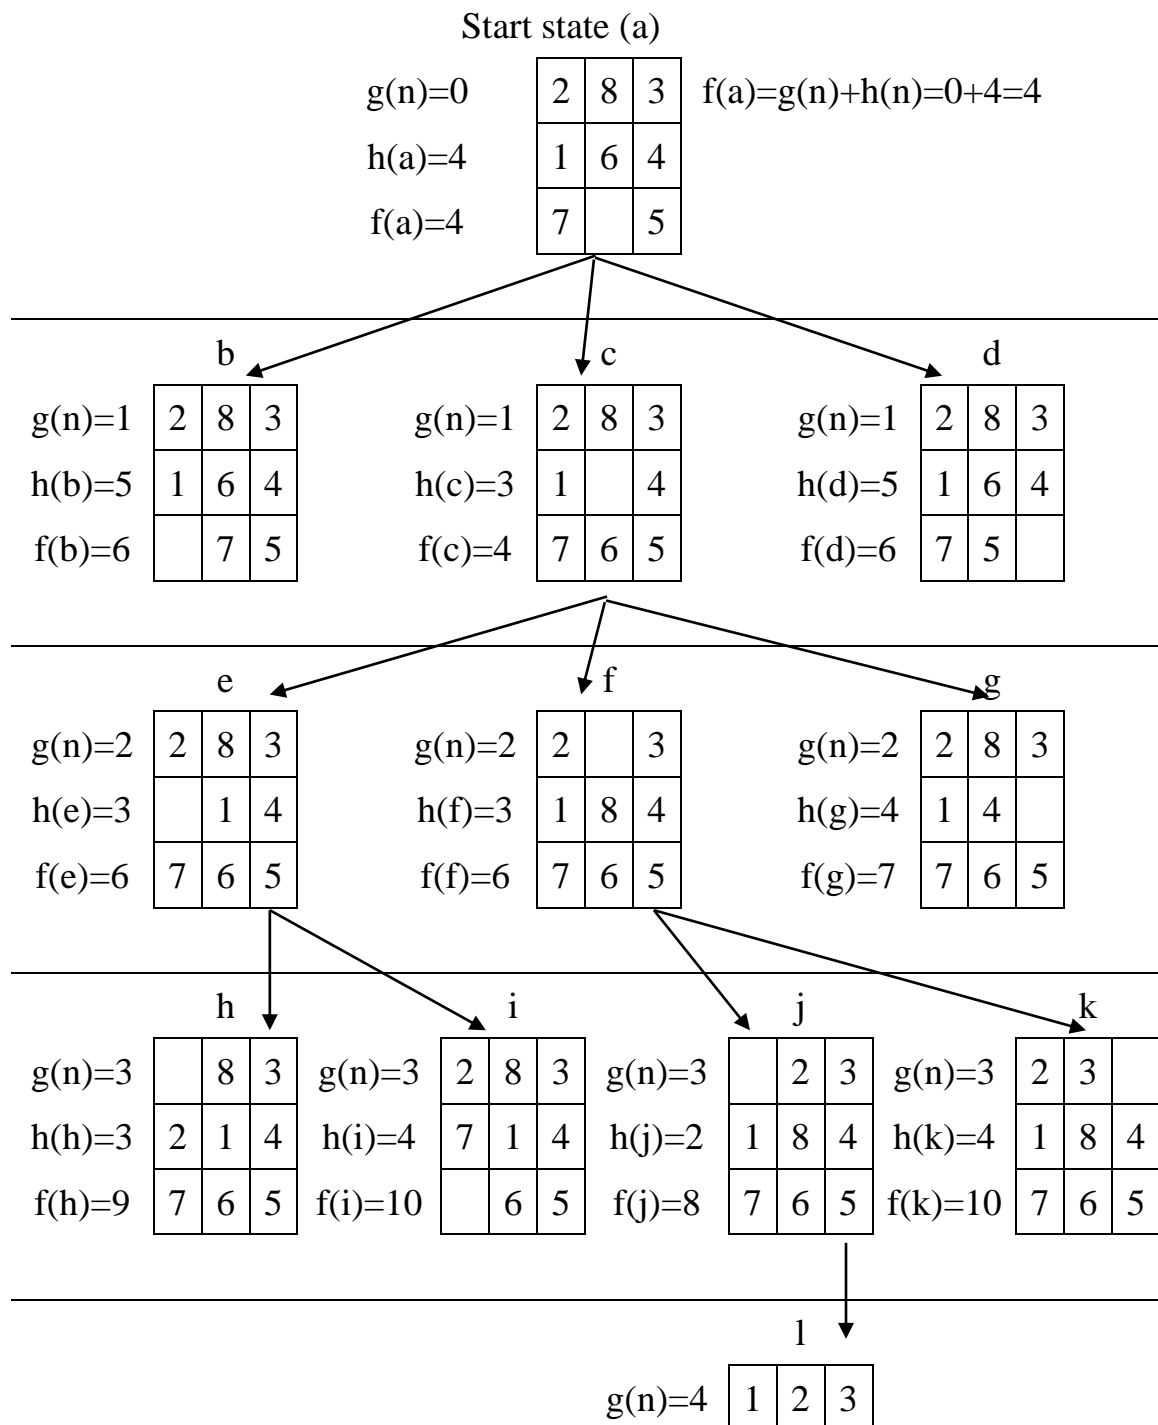 Start state (a)
g(n)=0 2 8 3 f(a)=g(n)+h(n)=0+4=4
h(a)=4 1 6 4
f(a)=4 7 5
b c d
g(n)=1 2 8 3 g(n)=1 2 8 3 g(n)=1 2 8 3
h(b)=5 1 6 4 h(c)=3 1 4 h(d)=5 1 6 4
f(b)=6 7 5 f(c)=4 7 6 5 f(d)=6 7 5
e f g
g(n)=2 2 8 3 g(n)=2 2 3 g(n)=2 2 8 3
h(e)=3 1 4 h(f)=3 1 8 4 h(g)=4 1 4
f(e)=6 7 6 5 f(f)=6 7 6 5 f(g)=7 7 6 5
h i j k
g(n)=3 8 3 g(n)=3 2 8 3 g(n)=3 2 3 g(n)=3 2 3
h(h)=3 2 1 4 h(i)=4 7 1 4 h(j)=2 1 8 4 h(k)=4 1 8 4
f(h)=9 7 6 5 f(i)=10 6 5 f(j)=8 7 6 5 f(k)=10 7 6 5
l
g(n)=4 1 2 3